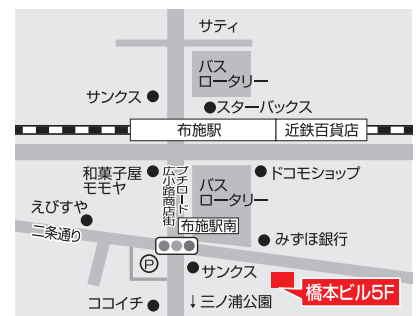 サティ
バス
ロータリー
サンクス
スターバックス
布施駅
近鉄百貨店
和菓子屋
モモヤ
プチロード
広小路商店街
バス
ロータリー
ドコモショップ
えびすや
二条通り
布施駅南
みずほ銀行
P
サンクス
橋本ビル5F
ココイチ
↓三ノ浦公園